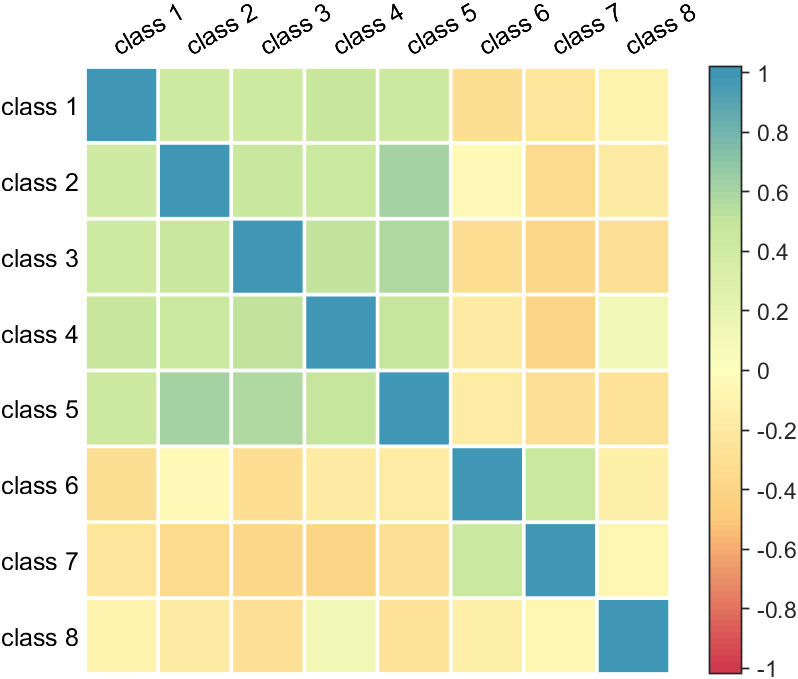 class 1
class 2
class 3
class 4
class 5
class 6
class 7
class 8
class 1
class 2
class 3
class 4
class 5
class 6
class 7
class 8
1
0.8
0.6
0.4
0.2
0
-0.2
-0.4
-0.6
-0.8
-1